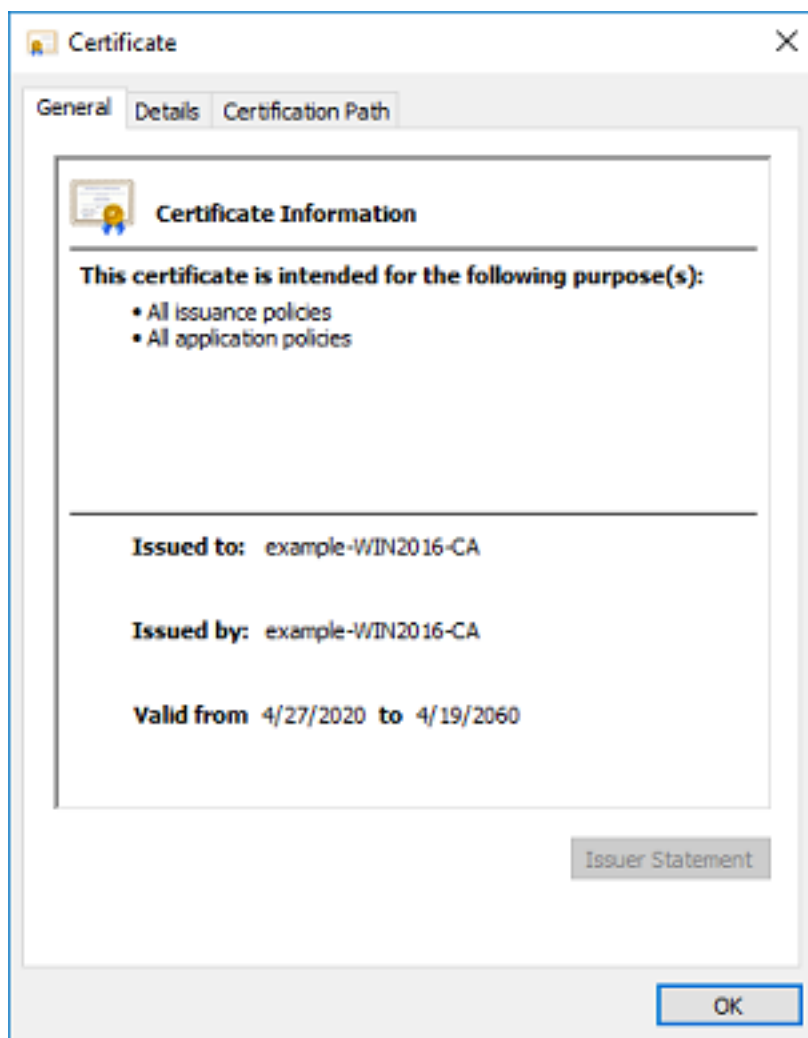 Certificate
General Details Certification Path
Certificate Information
This certificate is intended for the following purpose(s):
• All issuance policies
• All application policies
Issued to: example-WIN2016-CA
Issued by: example-WIN2016-CA
Valid from 4/27/2020 to 4/19/2060
Issuer Statement
OK